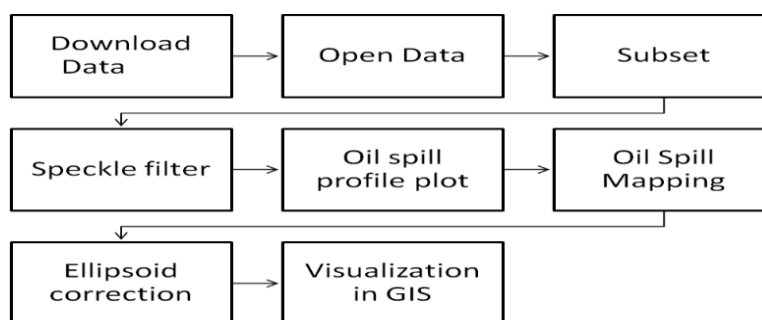 Download
Data
Open Data
Subset
Speckle filter
Oil spill
profile plot
Oil Spill
Mapping
Ellipsoid
correction
Visualization
in GIS